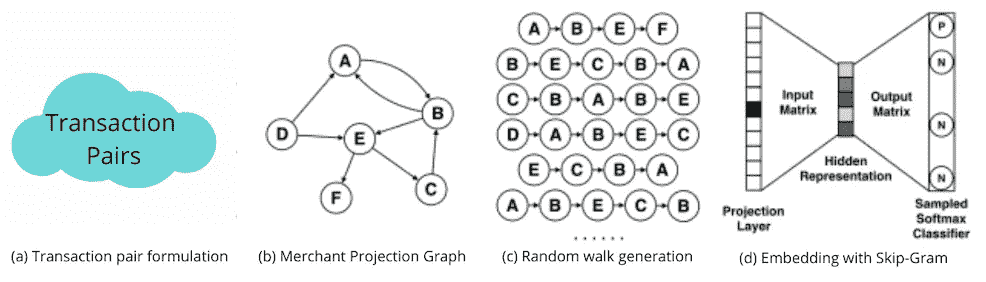 Transaction
Pairs
(a) Transaction pair formulation
A
B
D
E
C
F
(b) Merchant Projection Graph
A B E F
B E C B A
C B A B E
D A B E C
E C B A
A B E C B
......
(c) Random walk generation
P
N
N
N
Input
Matrix
Output
Matrix
Hidden
Representation
Projection
Layer
Sampled
Softmax
Classifier
(d) Embedding with Skip-Gram